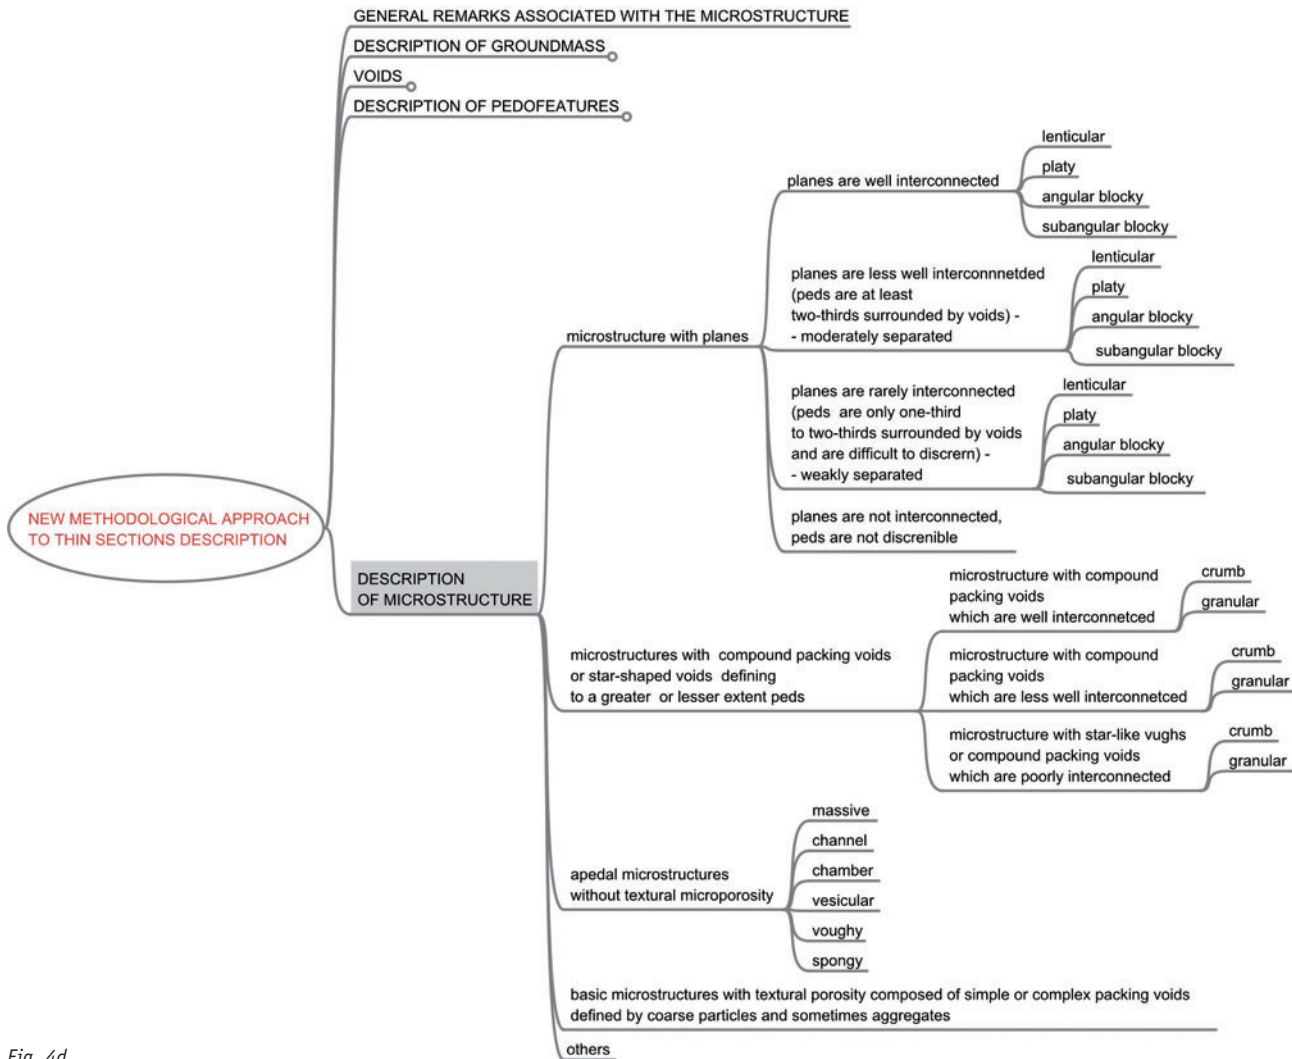 GENERAL REMARKS ASSOCIATED WITH THE MICROSTRUCTURE
DESCRIPTION OF GROUNDMASS
VOIDS
DESCRIPTION OF PEDOFEATURES
NEW METHODOLOGICAL APPROACH
TO THIN SECTIONS DESCRIPTION
DESCRIPTION
OF MICROSTRUCTURE
microstructure with planes
planes are well interconnected
lenticular
platy
angular blocky
subangular blocky
planes are less well interconnnetded
(peds are at least
two-thirds surrounded by voids) -
- moderately separated
lenticular
platy
angular blocky
subangular blocky
planes are rarely interconnected
(peds are only one-third
to two-thirds surrounded by voids
and are difficult to discrern) -
- weakly separated
lenticular
platy
angular blocky
subangular blocky
planes are not interconnected,
peds are not discrenible
microstructures with compound packing voids
or star-shaped voids defining
to a greater or lesser extent peds
microstructure with compound
packing voids
which are well interconnetced
crumb
granular
microstructure with compound
packing voids
which are less well interconnetced
crumb
granular
microstructure with star-like vughs
or compound packing voids
which are poorly interconnected
crumb
granular
apedal microstructures
without textural microporosity
massive
channel
chamber
vesicular
voughy
spongy
basic microstructures with textural porosity composed of simple or complex packing voids
defined by coarse particles and sometimes aggregates
others
Fig. 4d